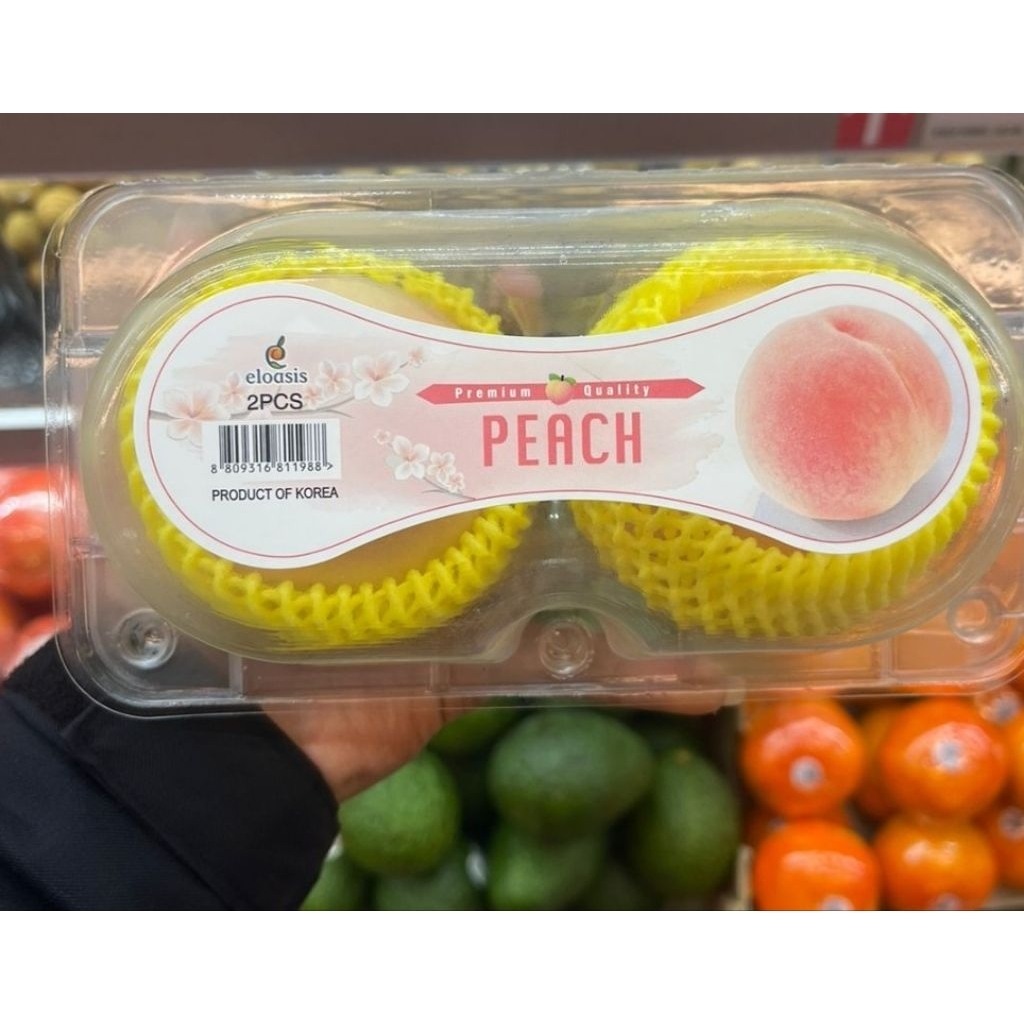 eloasis
2PCS
8 809316 811988 >
PRODUCT OF KOREA
Premium Quality
PEACH